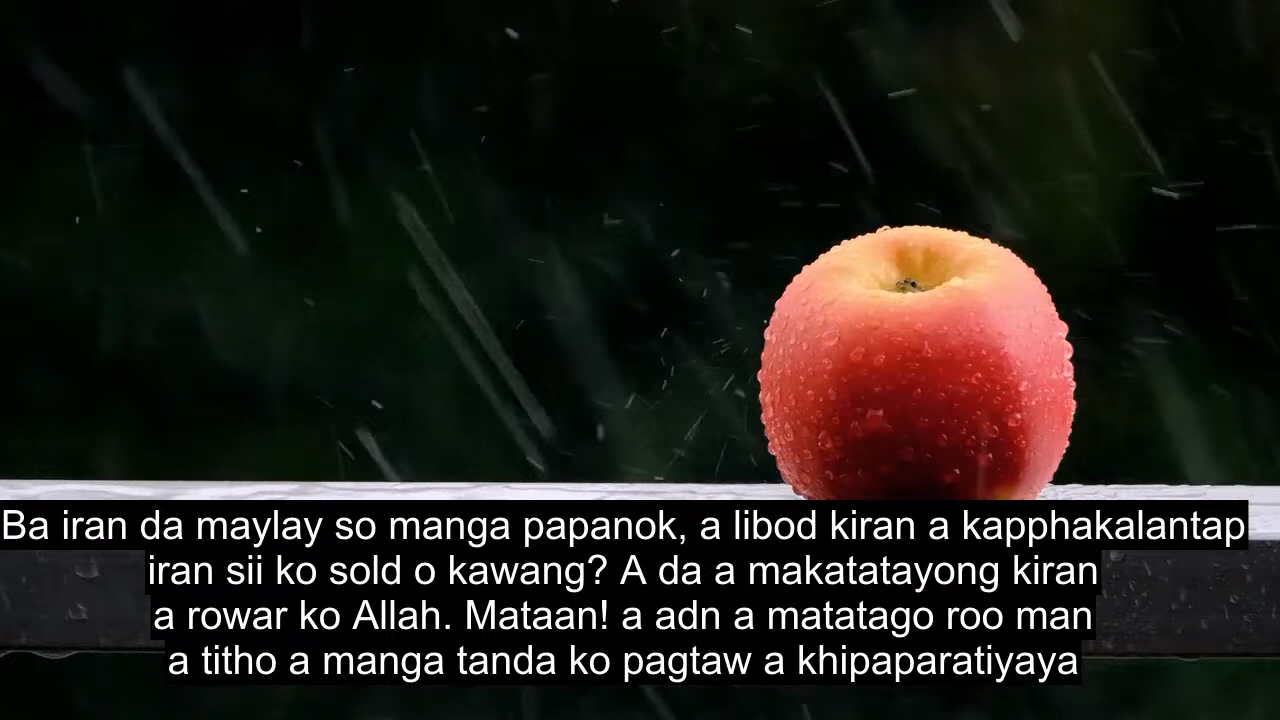 Ba iran da maylay so manga papanok, a libod kiran a kapphakalantap
iran sii ko sold o kawang? A da a makatatayong kiran
a rowar ko Allah. Mataan! a adn a matatago roo man
a titho a manga tanda ko pagtaw a khipaparatiyaya